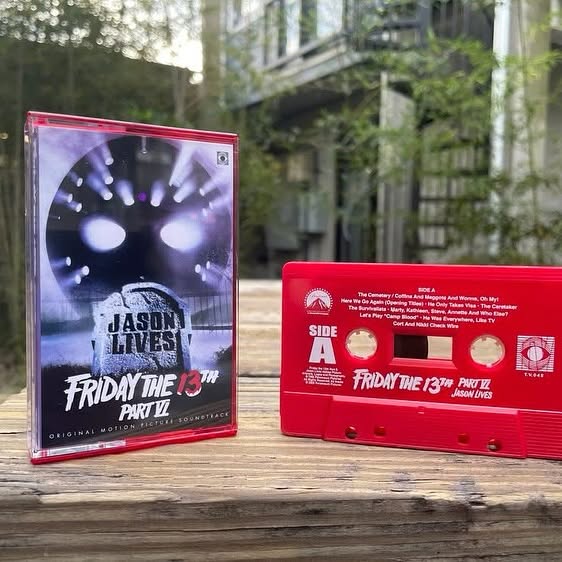 JASON
LIVES!
FRIDAY THE 13TH
PART VI
ORIGINAL MOTION PICTURE SOUNDTRACK
SIDE A
The Cemetery / Coffins And Maggots And Worms, Oh My!
Here We Go Again (Opening Titles) • He Only Takes Visa • The Caretaker
The Survivalists • Marty, Kathleen, Steve, Annette And Who Else?
Let's Play "Camp Blood" • He Was Everywhere, Like TV
Cort And Nikki Check Wire
SIDE
A
FRIDAY THE 13TH PART VI
JASON LIVES
T.V. 045